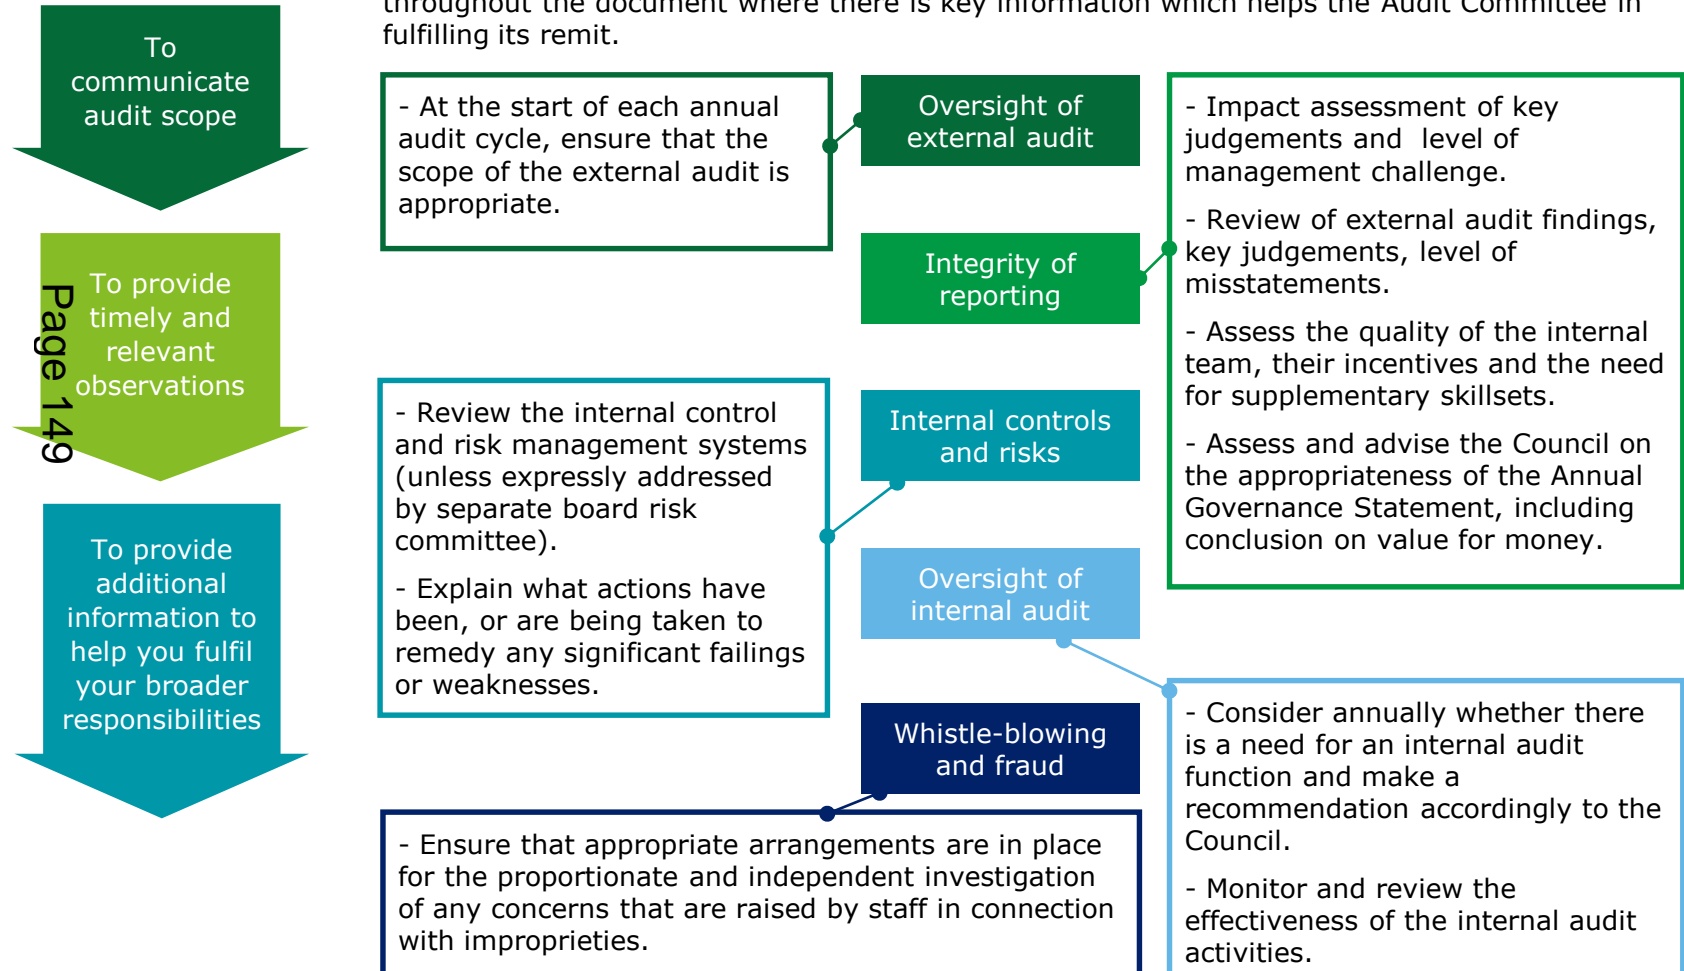 throughout the document where there is key information which helps the Audit Committee in
fulfilling its remit.
To
communicate
audit scope
To provide
timely and
relevant
observations
Page 149
To provide
additional
information to
help you fulfil
your broader
responsibilities
- At the start of each annual
audit cycle, ensure that the
scope of the external audit is
appropriate.
Oversight of
external audit
Integrity of
reporting
- Impact assessment of key
judgements and  level of
management challenge.
- Review of external audit findings,
key judgements, level of
misstatements.
- Assess the quality of the internal
team, their incentives and the need
for supplementary skillsets.
- Assess and advise the Council on
the appropriateness of the Annual
Governance Statement, including
conclusion on value for money.
- Review the internal control
and risk management systems
(unless expressly addressed
by separate board risk
committee).
- Explain what actions have
been, or are being taken to
remedy any significant failings
or weaknesses.
Internal controls
and risks
Oversight of
internal audit
- Consider annually whether there
is a need for an internal audit
function and make a
recommendation accordingly to the
Council.
- Monitor and review the
effectiveness of the internal audit
activities.
Whistle-blowing
and fraud
- Ensure that appropriate arrangements are in place
for the proportionate and independent investigation
of any concerns that are raised by staff in connection
with improprieties.